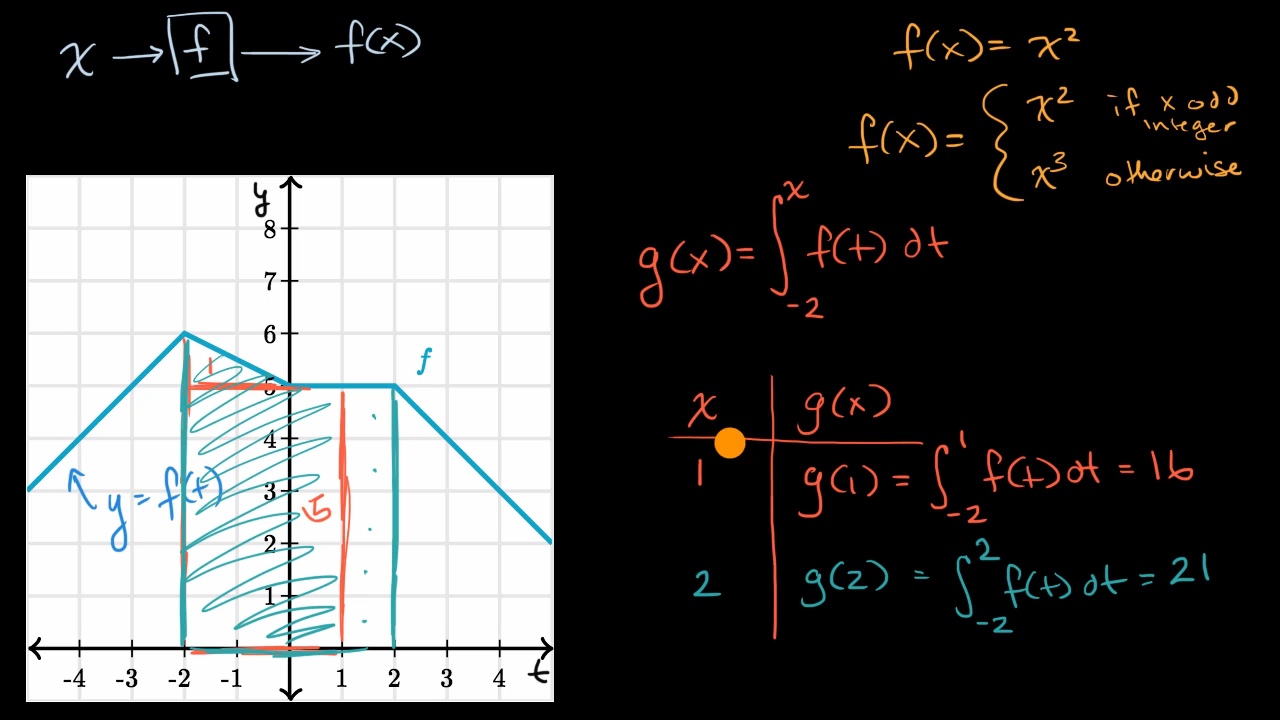 x → f → f(x)
f(x) = x²
f(x) = { x² if x odd integer
x³ otherwise
g(x) = ∫₋₂ˣ f(t) dt
y
8
7
6
5
4
3
2
1
-4 -3 -2 -1 1 2 3 4 t
f
1
5
y = f(t)
x g(x)
1 g(1) = ∫₋₂¹ f(t) dt = 16
2 g(2) = ∫₋₂² f(t) dt = 21